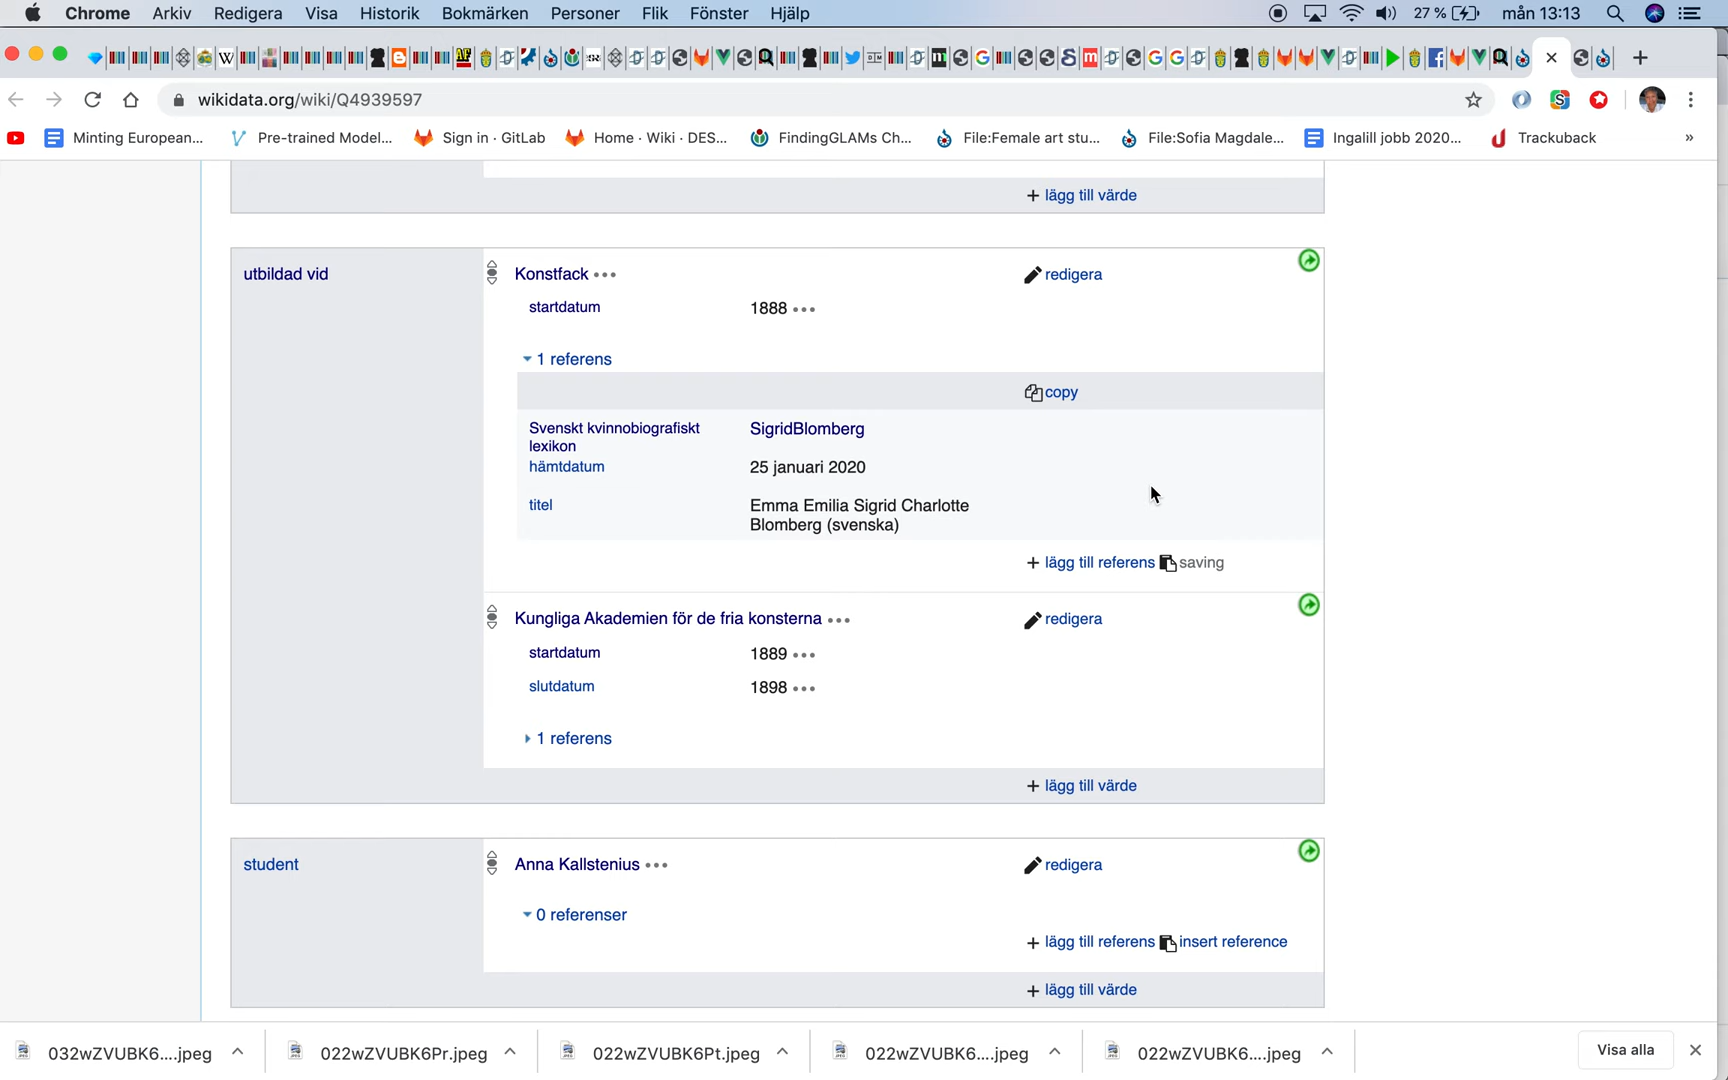 Chrome Arkiv Redigera Visa Historik Bokmärken Personer Flik Fönster Hjälp 27 % mån 13:13
wikidata.org/wiki/Q4939597
Minting European... Pre-trained Model... Sign in · GitLab Home · Wiki · DES... FindingGLAMs Ch... File:Female art stu... File:Sofia Magdale... Ingalill jobb 2020... Trackuback »
+ lägg till värde
utbildad vid
Konstfack
redigera
startdatum 1888
1 referens
copy
Svenskt kvinnobiografiskt
lexikon
SigridBlomberg
hämtdatum 25 januari 2020
titel Emma Emilia Sigrid Charlotte
Blomberg (svenska)
+ lägg till referens saving
Kungliga Akademien för de fria konsterna
redigera
startdatum 1889
slutdatum 1898
1 referens
+ lägg till värde
student
Anna Kallstenius
redigera
0 referenser
+ lägg till referens insert reference
+ lägg till värde
032wZVUBK6....jpeg 022wZVUBK6Pr.jpeg 022wZVUBK6Pt.jpeg 022wZVUBK6....jpeg 022wZVUBK6....jpeg Visa alla